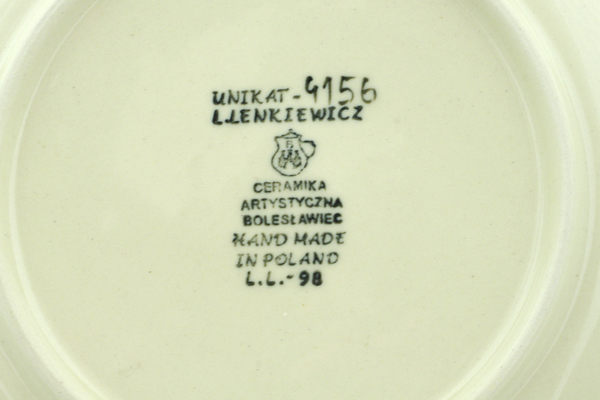 UNIKAT-4156
L.LENKIEWICZ
CERAMIKA
ARTYSTYCZNA
BOLESŁAWIEC
HAND MADE
IN POLAND
L.L.-98